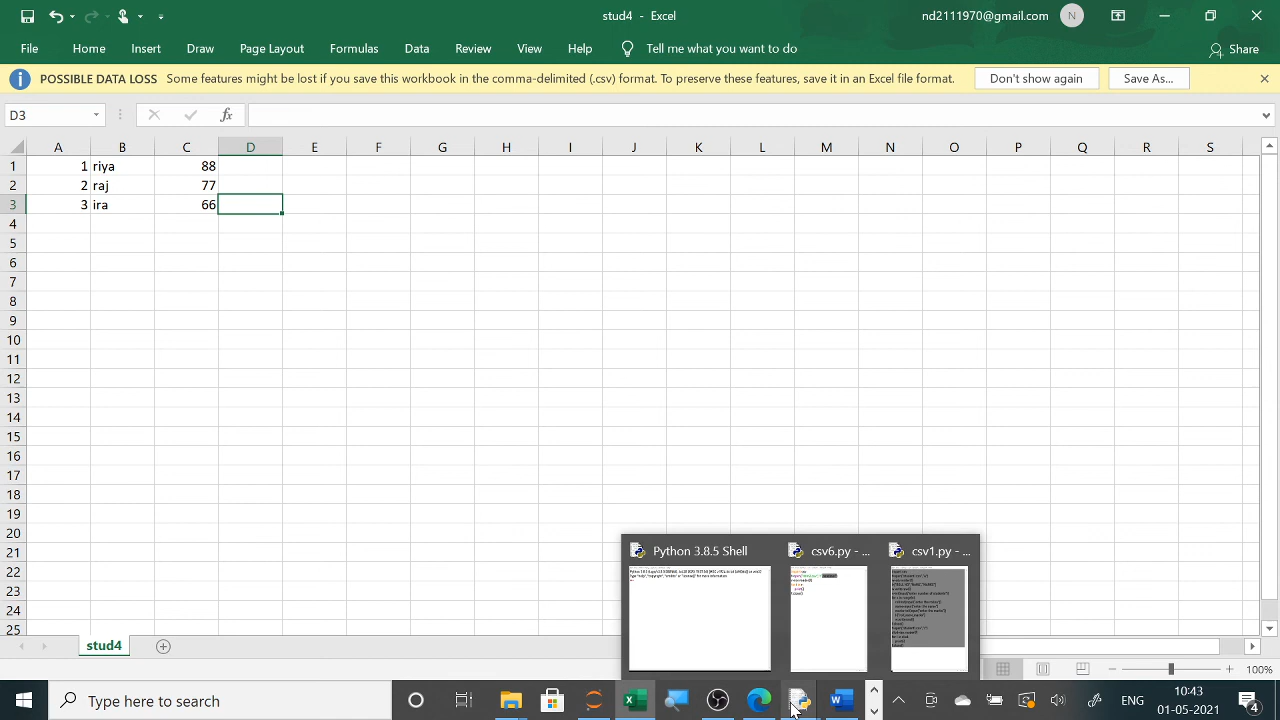 stud4 - Excel
nd2111970@gmail.com N
File Home Insert Draw Page Layout Formulas Data Review View Help Tell me what you want to do Share
POSSIBLE DATA LOSS Some features might be lost if you save this workbook in the comma-delimited (.csv) format. To preserve these features, save it in an Excel file format. Don't show again Save As...
D3 fx
A B C D E F G H I J K L M N O P Q R S
1 1 riya 88
2 2 raj 77
3 3 ira 66
4
5
6
7
8
9
10
11
12
13
14
15
16
17
18
19
20
21
22
23
24
25
Python 3.8.5 Shell csv6.py - ... csv1.py - ...
stud4
100%
Type here to search
ENG
10:43
01-05-2021
4